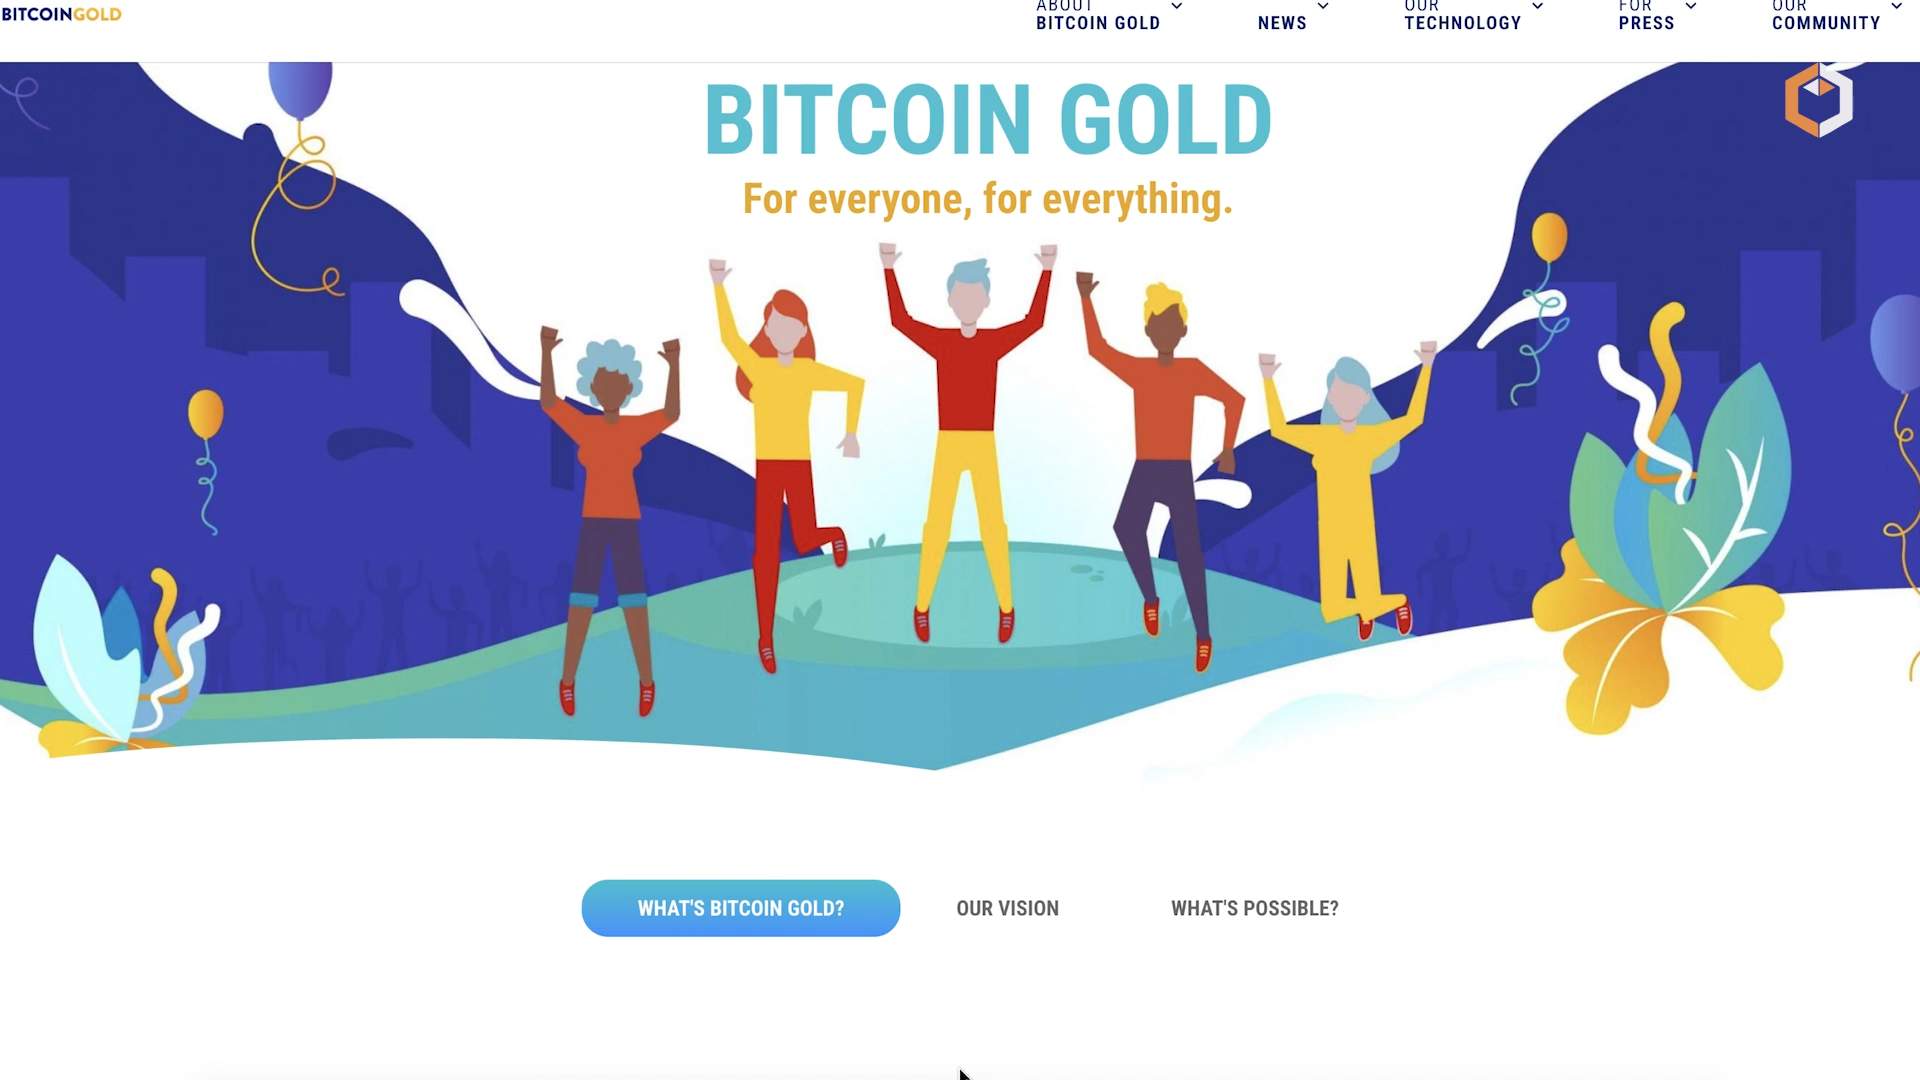 BITCOINGOLD
ABOUT
BITCOIN GOLD
NEWS
OUR
TECHNOLOGY
FOR
PRESS
OUR
COMMUNITY
BITCOIN GOLD
For everyone, for everything.
WHAT'S BITCOIN GOLD?
OUR VISION
WHAT'S POSSIBLE?